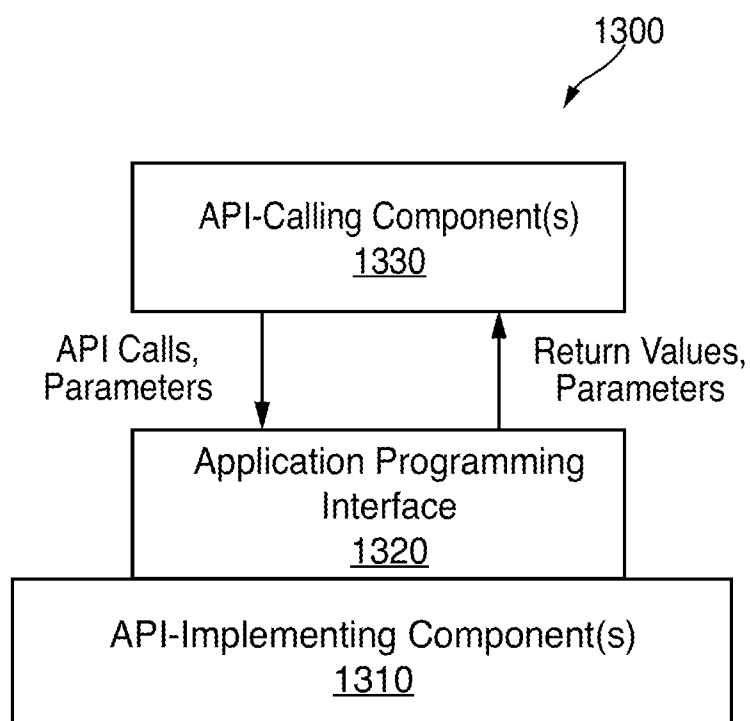 1300
API-Calling Component(s)
1330
API Calls,
Parameters
Return Values,
Parameters
Application Programming
Interface
1320
API-Implementing Component(s)
1310